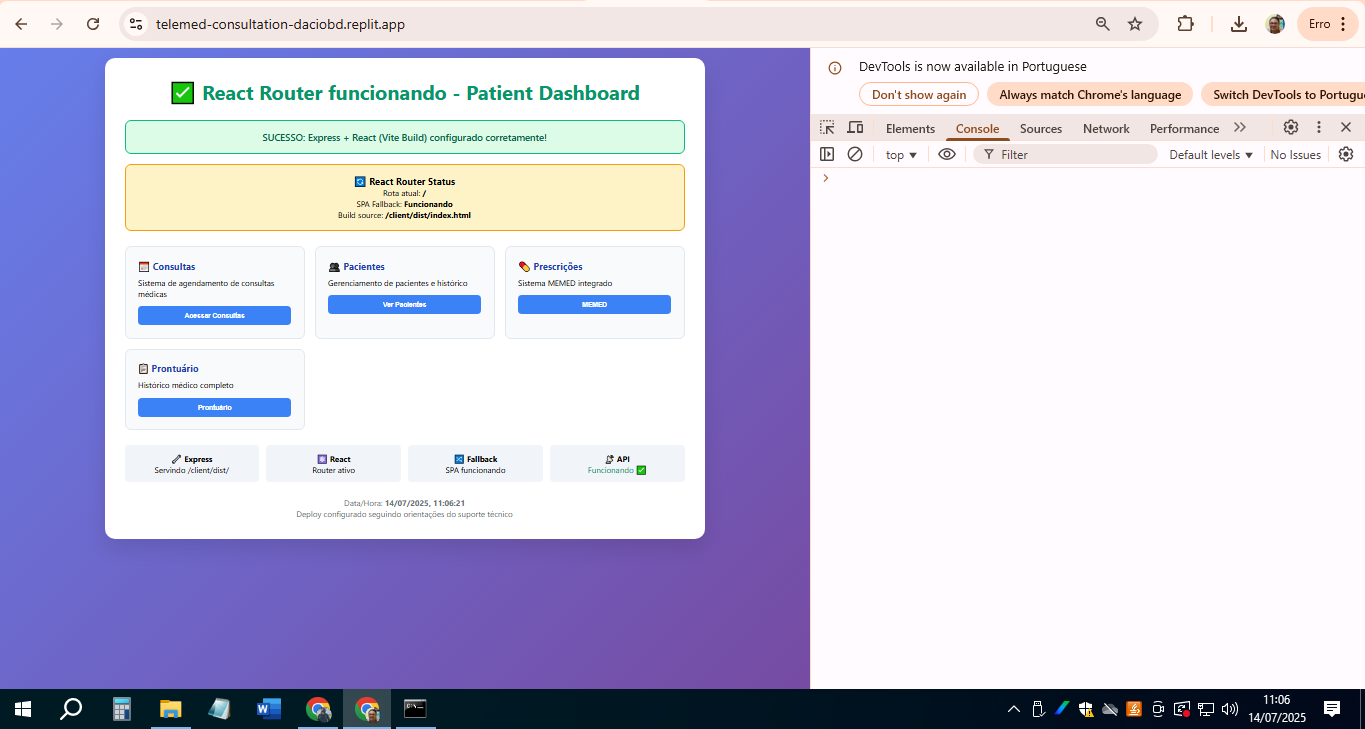 telemed-consultation-daciobd.replit.app
Erro
DevTools is now available in Portuguese
Don't show again
Always match Chrome's language
Switch DevTools to Portugu
Elements
Console
Sources
Network
Performance
top
Filter
Default levels
No Issues
React Router funcionando - Patient Dashboard
SUCESSO: Express + React (Vite Build) configurado corretamente!
React Router Status
Rota atual: /
SPA Fallback: Funcionando
Build source: /client/dist/index.html
Consultas
Sistema de agendamento de consultas
médicas
Acessar Consultas
Pacientes
Gerenciamento de pacientes e histórico
Ver Pacientes
Prescrições
Sistema MEMED integrado
MEMED
Prontuário
Histórico médico completo
Prontuário
Express
Servindo /client/dist/
React
Router ativo
Fallback
SPA funcionando
API
Funcionando ✅
Data/Hora: 14/07/2025, 11:06:21
Deploy configurado seguindo orientações do suporte técnico
11:06
14/07/2025